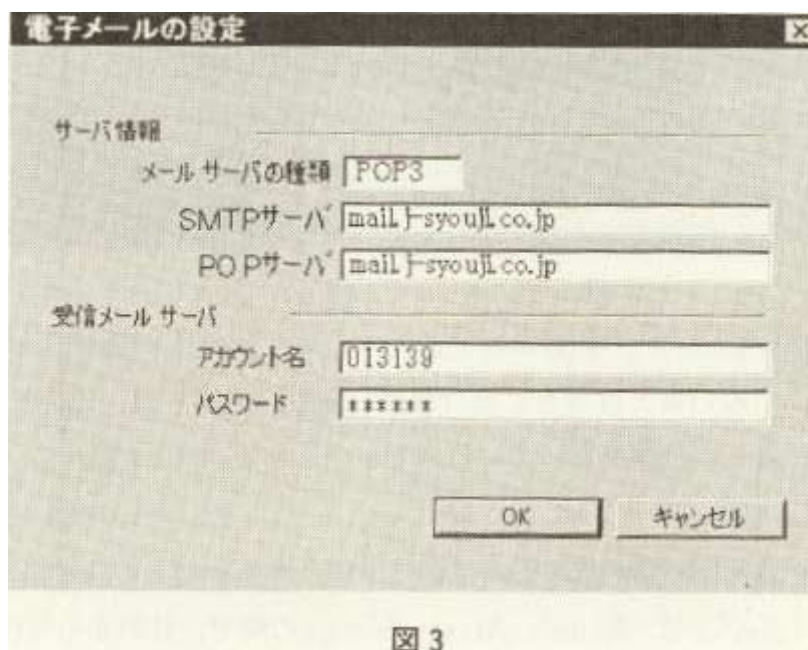 電子メールの設定
サーバ情報
メール サーバの種類 POP3
SMTPサーバ mail.j-syouji.co.jp
POPサーバ mail.j-syouji.co.jp
受信メール サーバ
アカウント名 013139
パスワード ******
OK キャンセル
図3